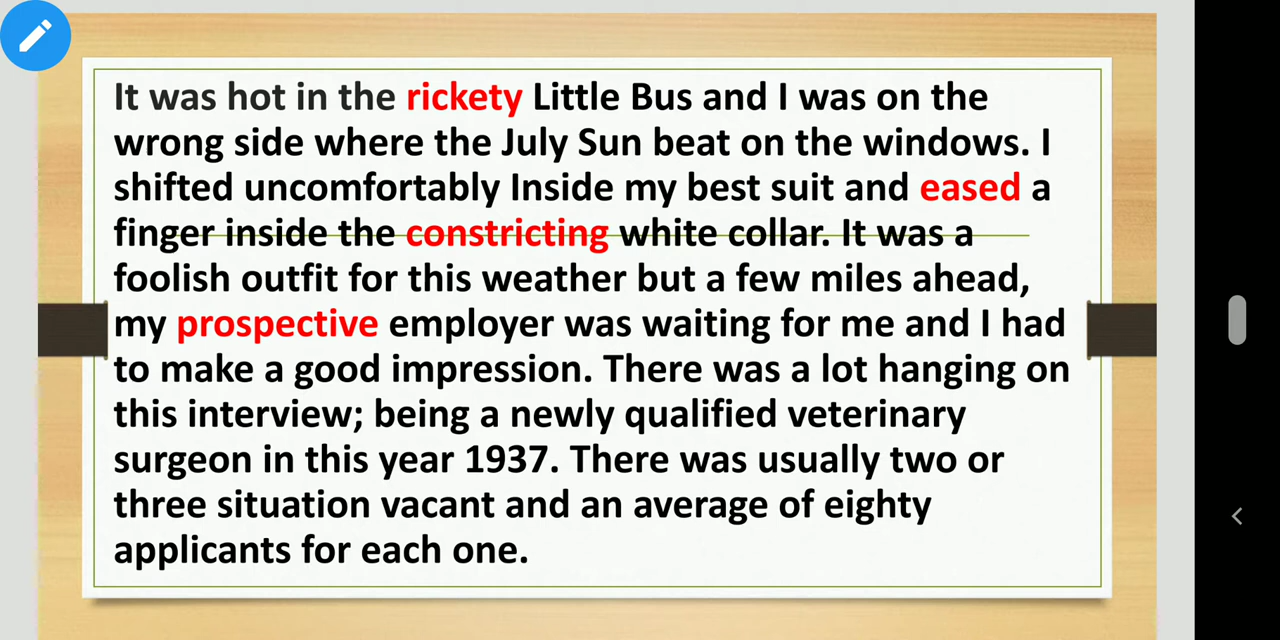 It was hot in the rickety Little Bus and I was on the
wrong side where the July Sun beat on the windows. I
shifted uncomfortably Inside my best suit and eased a
finger inside the constricting white collar. It was a
foolish outfit for this weather but a few miles ahead,
my prospective employer was waiting for me and I had
to make a good impression. There was a lot hanging on
this interview; being a newly qualified veterinary
surgeon in this year 1937. There was usually two or
three situation vacant and an average of eighty
applicants for each one.